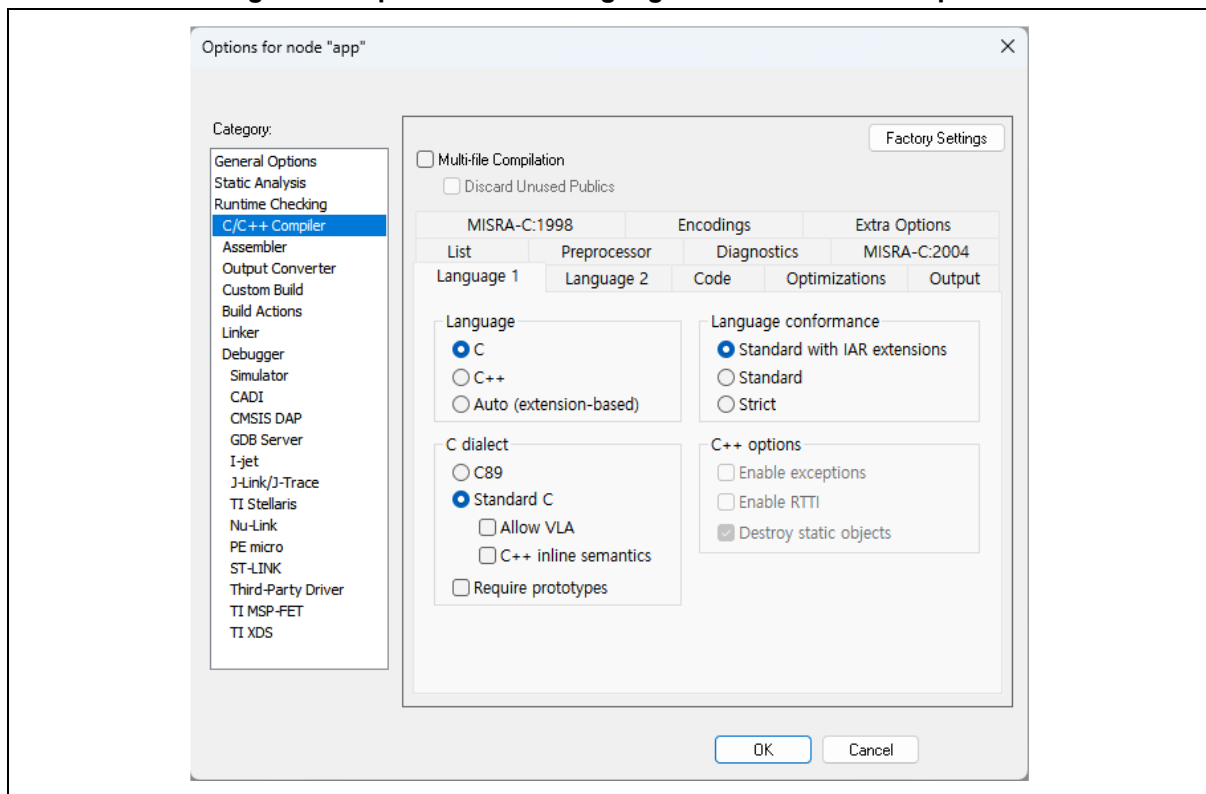 Options for node "app"
Category:
General Options
Static Analysis
Runtime Checking
C/C++ Compiler
Assembler
Output Converter
Custom Build
Build Actions
Linker
Debugger
Simulator
CADI
CMSIS DAP
GDB Server
I-jet
J-Link/J-Trace
TI Stellaris
Nu-Link
PE micro
ST-LINK
Third-Party Driver
TI MSP-FET
TI XDS
Factory Settings
Multi-file Compilation
Discard Unused Publics
MISRA-C:1998 Encodings Extra Options
List Preprocessor Diagnostics MISRA-C:2004
Language 1 Language 2 Code Optimizations Output
Language
C
C++
Auto (extension-based)
Language conformance
Standard with IAR extensions
Standard
Strict
C dialect
C89
Standard C
Allow VLA
C++ inline semantics
Require prototypes
C++ options
Enable exceptions
Enable RTTI
Destroy static objects
OK Cancel